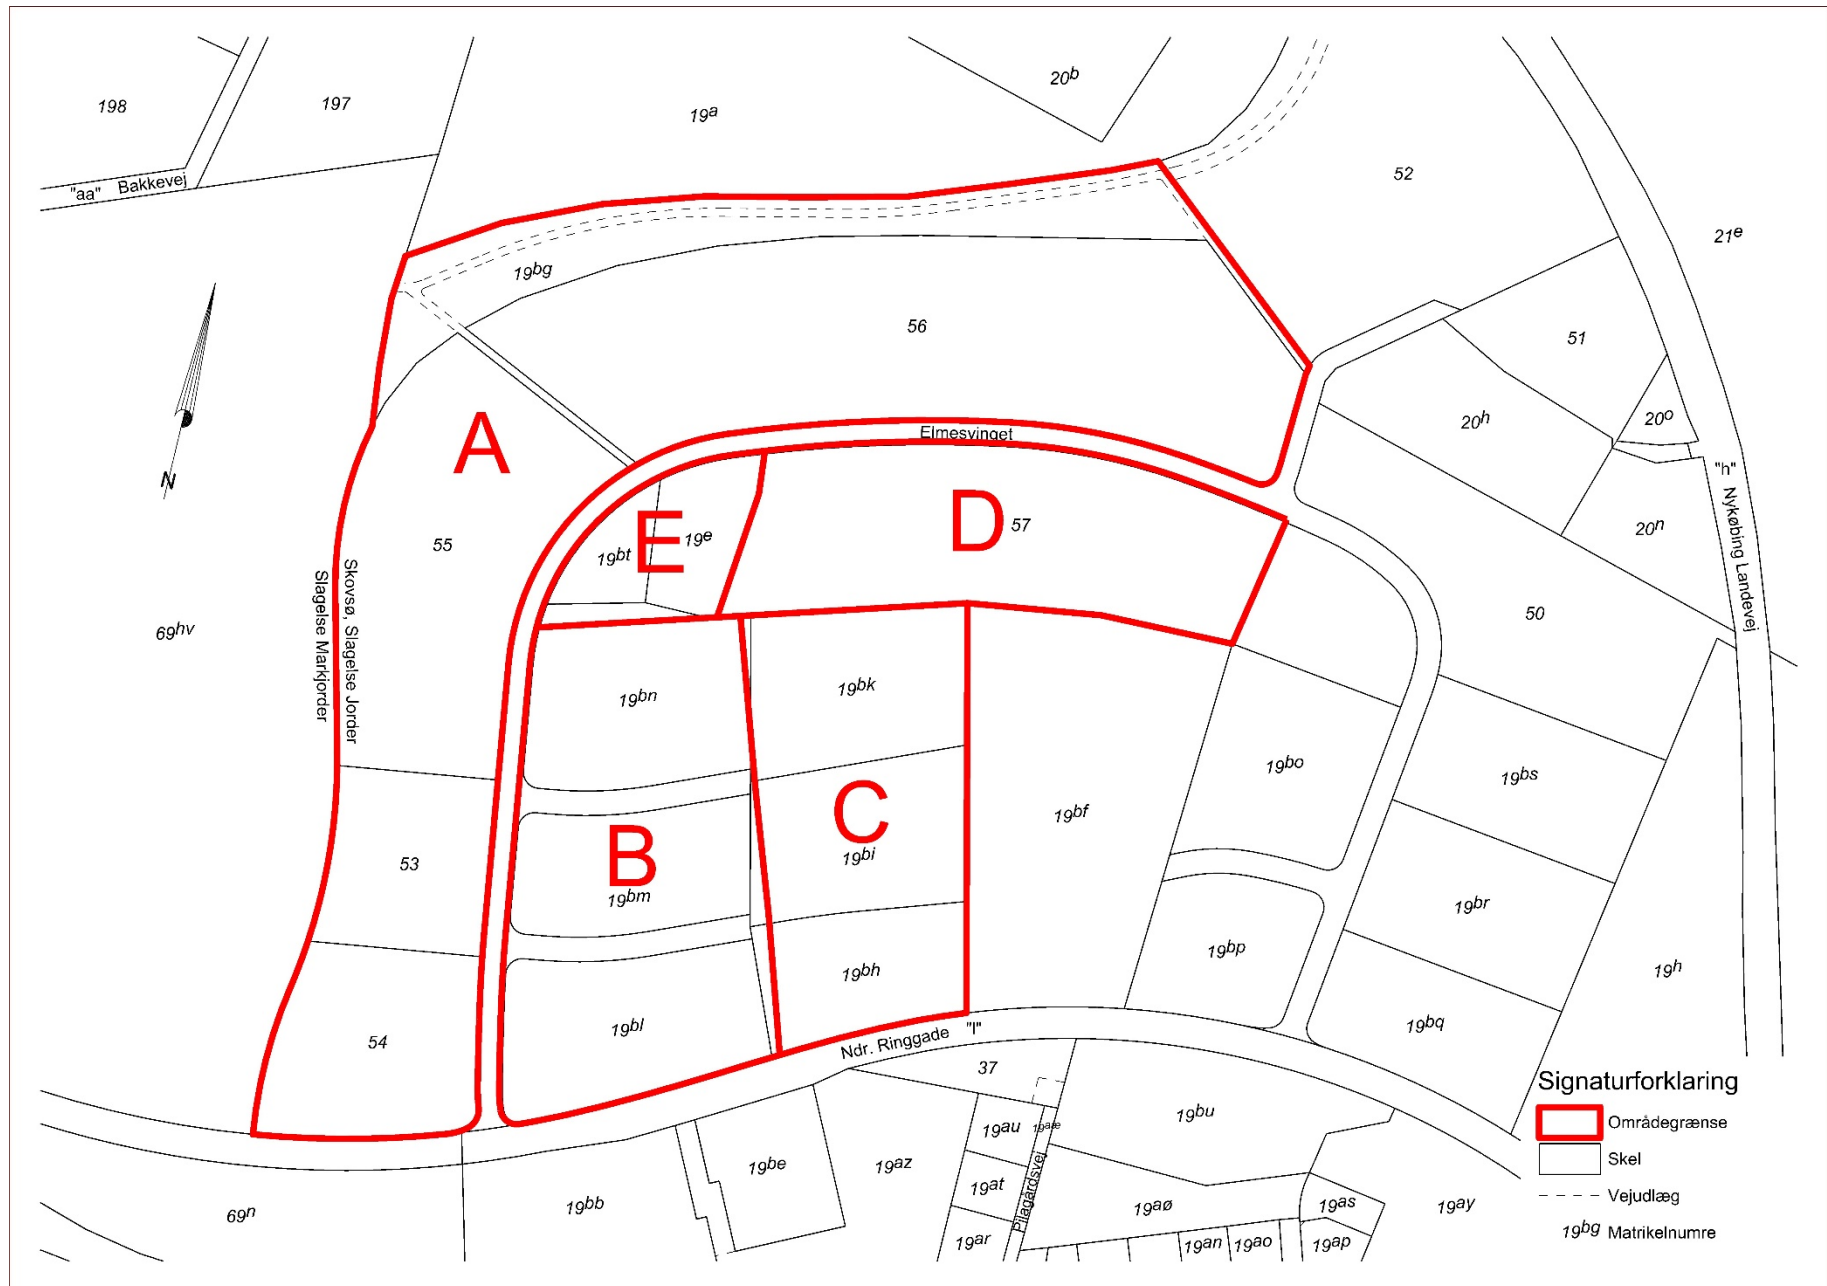 20b
198
197
19a
52
"aa" Bakkevej
21e
19bg
56
51
20h
20o
A
Elmesvinget
"h" Nykøbing Landevej
D
57
E
19bt
19e
20n
55
Skovsø, Slagelse Jorder
Slagelse Markjorder
69hv
50
19bn
19bk
19bo
19bs
C
19bf
B
19bi
53
19bm
19br
19bp
19bh
19h
54
19bl
Ndr. Ringgade "l"
19bq
37
Signaturforklaring
Områdegrænse
Skel
Vejudlæg
19bg Matrikelnumre
19bu
19au
19aæ
19be
19az
19at
Pilagårdsvej
69n
19bb
19aø
19as
19ay
19ar
19an
19ao
19ap
N